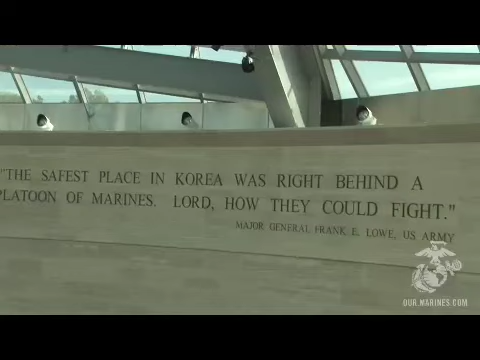 "THE SAFEST PLACE IN KOREA WAS RIGHT BEHIND A
PLATOON OF MARINES. LORD, HOW THEY COULD FIGHT."
MAJOR GENERAL FRANK E. LOWE, US ARMY
OUR.MARINES.COM